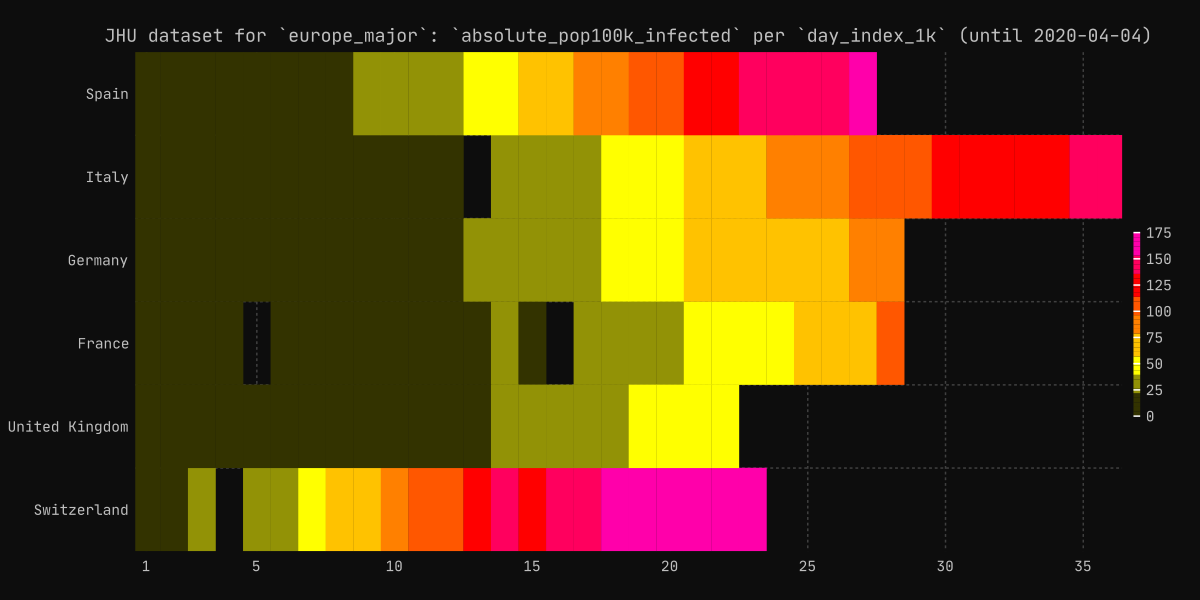 JHU dataset for `europe_major`: `absolute_pop100k_infected` per `day_index_1k` (until 2020-04-04)
Spain
Italy
Germany
France
United Kingdom
Switzerland
175
150
125
100
75
50
25
0
1 5 10 15 20 25 30 35